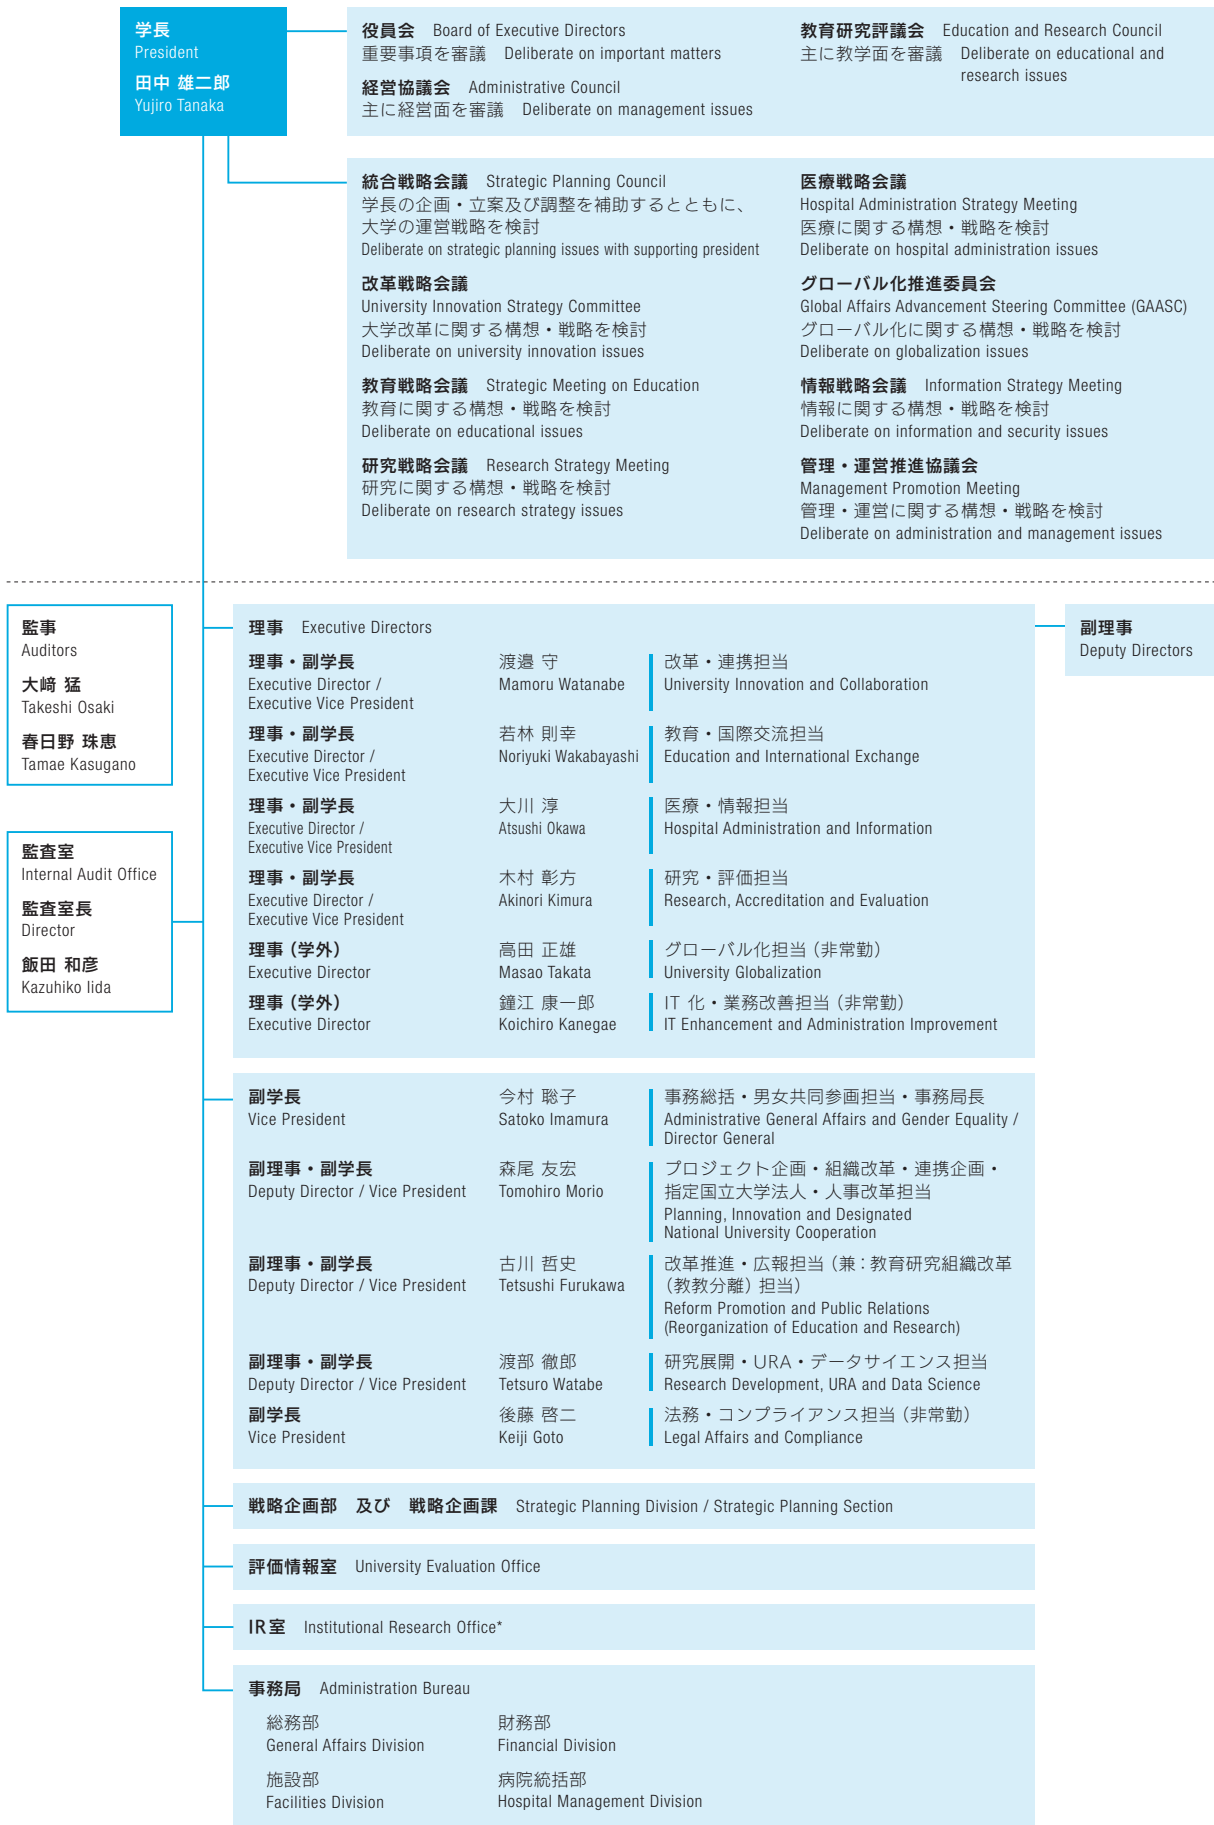 学長
President
田中 雄二郎
Yujiro Tanaka
役員会 Board of Executive Directors
重要事項を審議 Deliberate on important matters
経営協議会 Administrative Council
主に経営面を審議 Deliberate on management issues
教育研究評議会 Education and Research Council
主に教学面を審議 Deliberate on educational and
research issues
統合戦略会議 Strategic Planning Council
学長の企画・立案及び調整を補助するとともに、
大学の運営戦略を検討
Deliberate on strategic planning issues with supporting president
改革戦略会議
University Innovation Strategy Committee
大学改革に関する構想・戦略を検討
Deliberate on university innovation issues
教育戦略会議 Strategic Meeting on Education
教育に関する構想・戦略を検討
Deliberate on educational issues
研究戦略会議 Research Strategy Meeting
研究に関する構想・戦略を検討
Deliberate on research strategy issues
医療戦略会議
Hospital Administration Strategy Meeting
医療に関する構想・戦略を検討
Deliberate on hospital administration issues
グローバル化推進委員会
Global Affairs Advancement Steering Committee (GAASC)
グローバル化に関する構想・戦略を検討
Deliberate on globalization issues
情報戦略会議 Information Strategy Meeting
情報に関する構想・戦略を検討
Deliberate on information and security issues
管理・運営推進協議会
Management Promotion Meeting
管理・運営に関する構想・戦略を検討
Deliberate on administration and management issues
監事
Auditors
大﨑 猛
Takeshi Osaki
春日野 珠恵
Tamae Kasugano
監査室
Internal Audit Office
監査室長
Director
飯田 和彦
Kazuhiko Iida
理事 Executive Directors
理事・副学長 渡邉 守 改革・連携担当
Executive Director / Mamoru Watanabe University Innovation and Collaboration
Executive Vice President
理事・副学長 若林 則幸 教育・国際交流担当
Executive Director / Noriyuki Wakabayashi Education and International Exchange
Executive Vice President
理事・副学長 大川 淳 医療・情報担当
Executive Director / Atsushi Okawa Hospital Administration and Information
Executive Vice President
理事・副学長 木村 彰方 研究・評価担当
Executive Director / Akinori Kimura Research, Accreditation and Evaluation
Executive Vice President
理事（学外） 高田 正雄 グローバル化担当（非常勤）
Executive Director Masao Takata University Globalization
理事（学外） 鐘江 康一郎 IT 化・業務改善担当（非常勤）
Executive Director Koichiro Kanegae IT Enhancement and Administration Improvement
副理事
Deputy Directors
副学長 今村 聡子 事務総括・男女共同参画担当・事務局長
Vice President Satoko Imamura Administrative General Affairs and Gender Equality /
Director General
副理事・副学長 森尾 友宏 プロジェクト企画・組織改革・連携企画・
指定国立大学法人・人事改革担当
Deputy Director / Vice President Tomohiro Morio Planning, Innovation and Designated
National University Cooperation
副理事・副学長 古川 哲史 改革推進・広報担当（兼：教育研究組織改革
（教教分離）担当）
Deputy Director / Vice President Tetsushi Furukawa Reform Promotion and Public Relations
(Reorganization of Education and Research)
副理事・副学長 渡部 徹郎 研究展開・URA・データサイエンス担当
Deputy Director / Vice President Tetsuro Watabe Research Development, URA and Data Science
副学長 後藤 啓二 法務・コンプライアンス担当（非常勤）
Vice President Keiji Goto Legal Affairs and Compliance
戦略企画部 及び 戦略企画課 Strategic Planning Division / Strategic Planning Section
評価情報室 University Evaluation Office
IR室 Institutional Research Office*
事務局 Administration Bureau
総務部 財務部
General Affairs Division Financial Division
施設部 病院統括部
Facilities Division Hospital Management Division